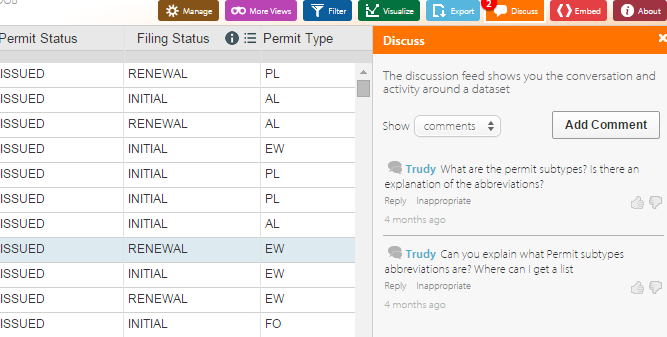 Manage More Views Filter Visualize Export 2 Discuss Embed About
Permit Status Filing Status Permit Type
ISSUED RENEWAL PL
ISSUED INITIAL AL
ISSUED RENEWAL AL
ISSUED INITIAL EW
ISSUED INITIAL PL
ISSUED INITIAL PL
ISSUED INITIAL AL
ISSUED RENEWAL EW
ISSUED INITIAL EW
ISSUED RENEWAL EW
ISSUED INITIAL FO
Discuss
The discussion feed shows you the conversation and
activity around a dataset
Show comments Add Comment
Trudy What are the permit subtypes? Is there an
explanation of the abbreviations?
Reply Inappropriate
4 months ago
Trudy Can you explain what Permit subtypes
abbreviations are? Where can I get a list
Reply Inappropriate
4 months ago